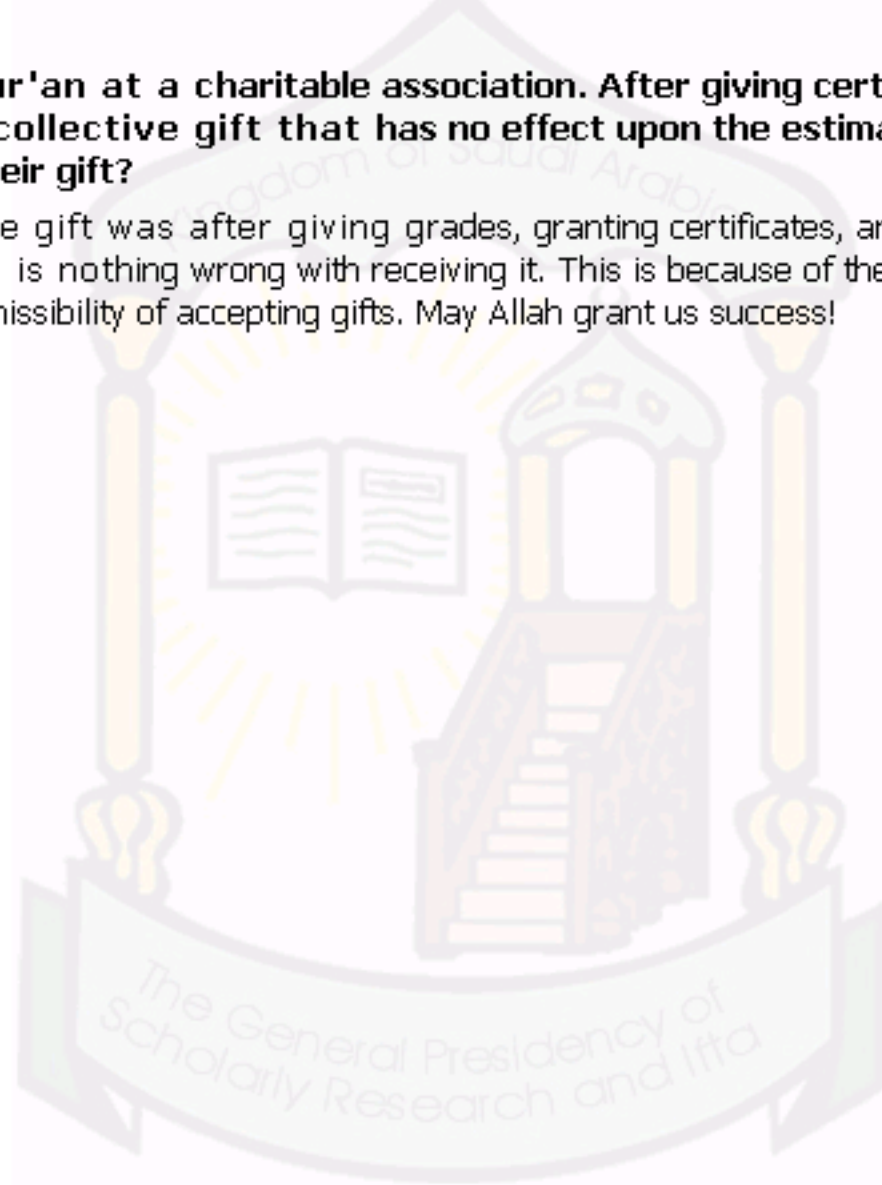 ur'an at a charitable association. After giving cert
collective gift that has no effect upon the estima
eir gift?
e gift was after giving grades, granting certificates, ar
is nothing wrong with receiving it. This is because of the
nissibility of accepting gifts. May Allah grant us success!
Kingdom of Saudi Arabia
The General Presidency of
Scholarly Research and Ifta